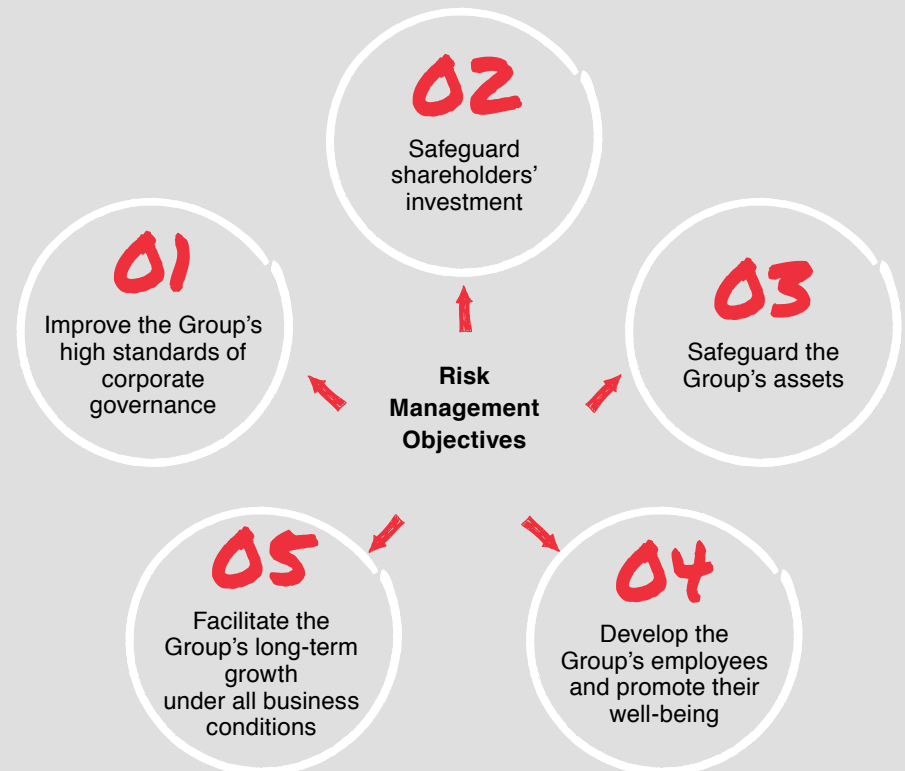 01
Improve the Group's
high standards of
corporate
governance
02
Safeguard
shareholders'
investment
03
Safeguard the
Group's assets
Risk
Management
Objectives
04
Develop the
Group's employees
and promote their
well-being
05
Facilitate the
Group's long-term
growth
under all business
conditions